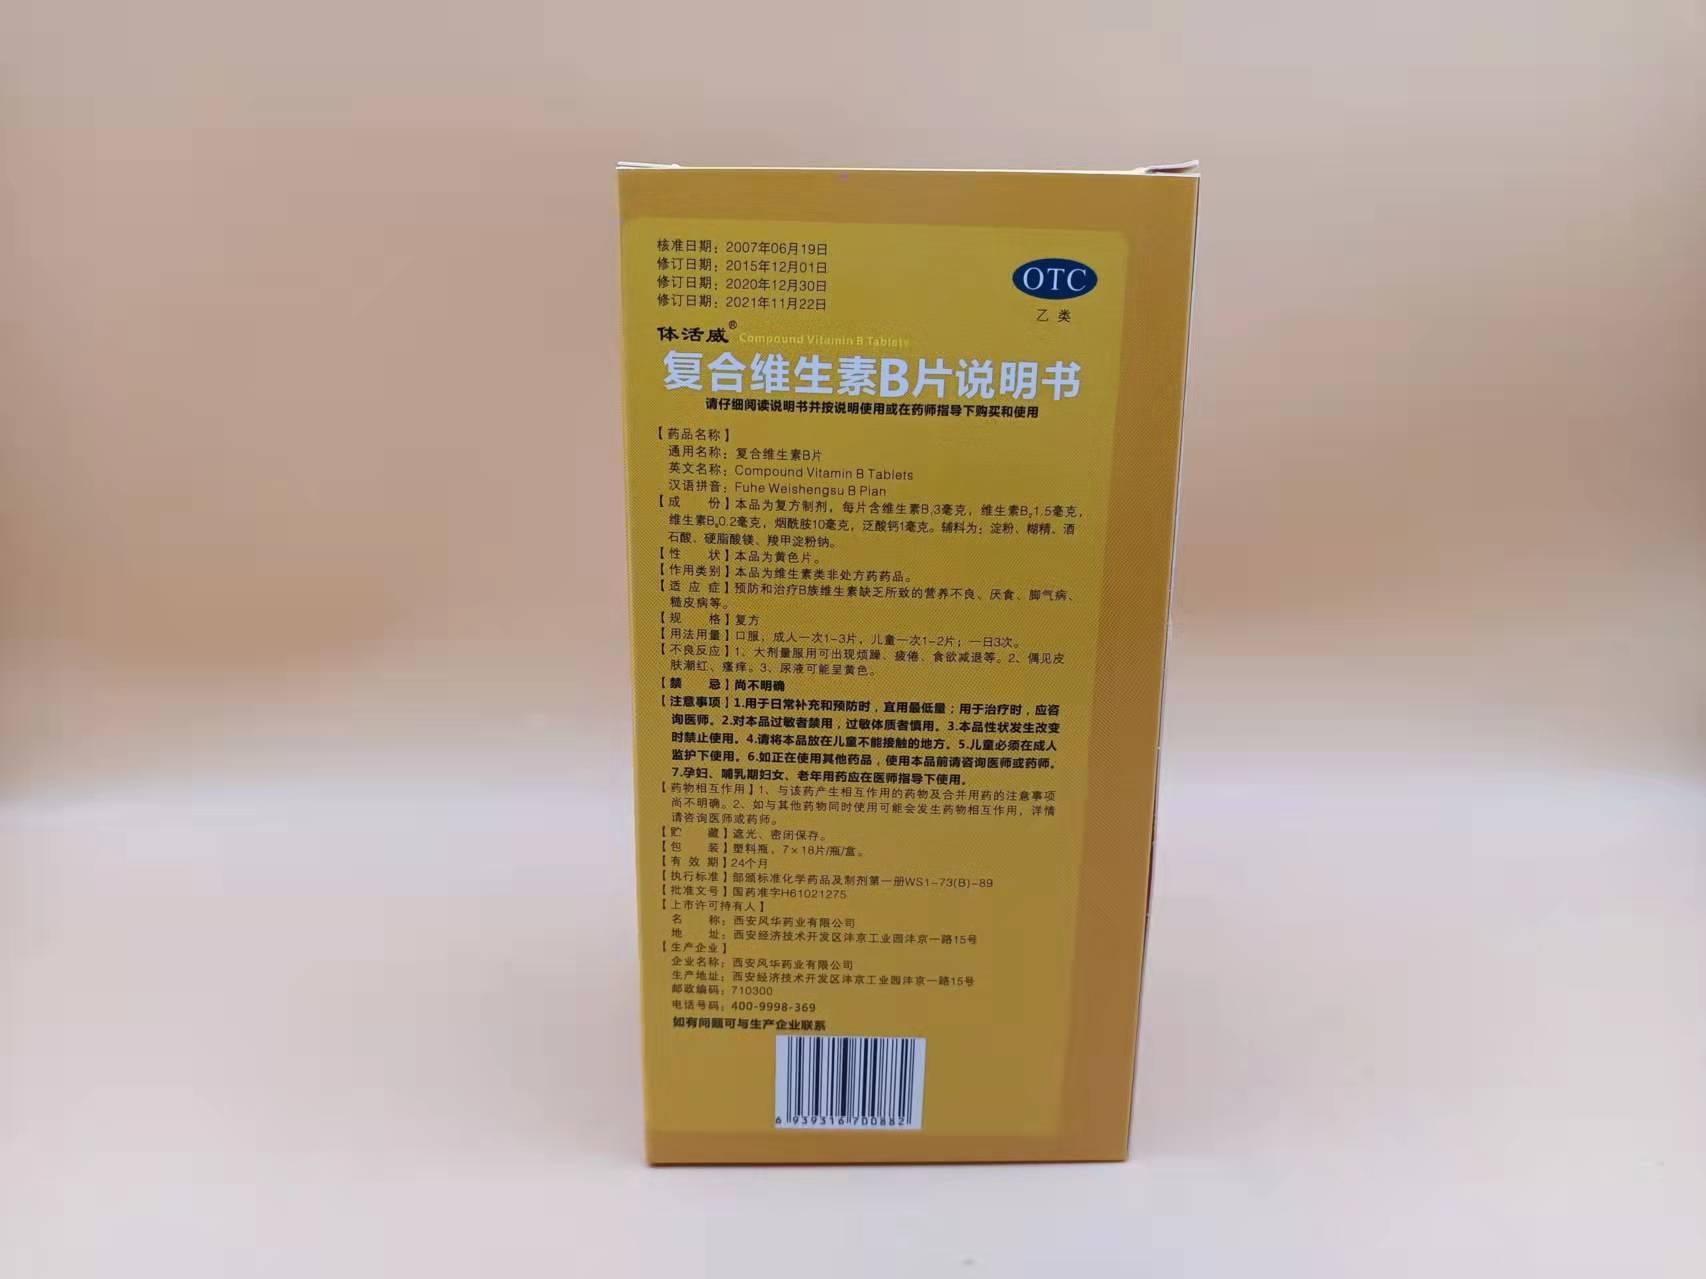 核准日期：2007年06月19日
修订日期：2015年12月01日
修订日期：2020年12月30日
修订日期：2021年11月22日
OTC
乙类
体活威® Compound Vitamin B Tablets
复合维生素B片说明书
请仔细阅读说明书并按说明使用或在药师指导下购买和使用
【药品名称】
通用名称：复合维生素B片
英文名称：Compound Vitamin B Tablets
汉语拼音：Fuhe Weishengsu B Pian
【成 份】本品为复方制剂，每片含维生素B₁3毫克，维生素B₂1.5毫克，
维生素B₆0.2毫克，烟酰胺10毫克，泛酸钙1毫克。辅料为：淀粉、糊精、酒
石酸、硬脂酸镁、羧甲淀粉钠。
【性 状】本品为黄色片。
【作用类别】本品为维生素类非处方药药品。
【适 应 症】预防和治疗B族维生素缺乏所致的营养不良、厌食、脚气病、
糙皮病等。
【规 格】复方
【用法用量】口服，成人一次1-3片，儿童一次1-2片；一日3次。
【不良反应】1、大剂量服用可出现烦躁、疲倦、食欲减退等。2、偶见皮
肤潮红、瘙痒。3、尿液可能呈黄色。
【禁 忌】尚不明确
【注意事项】1.用于日常补充和预防时，宜用最低量；用于治疗时，应咨
询医师。2.对本品过敏者禁用，过敏体质者慎用。3.本品性状发生改变
时禁止使用。4.请将本品放在儿童不能接触的地方。5.儿童必须在成人
监护下使用。6.如正在使用其他药品，使用本品前请咨询医师或药师。
7.孕妇、哺乳期妇女、老年用药应在医师指导下使用。
【药物相互作用】1、与该药产生相互作用的药物及合并用药的注意事项
尚不明确。2、如与其他药物同时使用可能会发生药物相互作用，详情
请咨询医师或药师。
【贮 藏】遮光、密闭保存。
【包 装】塑料瓶，7×18片/瓶/盒。
【有 效 期】24个月
【执行标准】部颁标准化学药品及制剂第一册WS1-73(B)-89
【批准文号】国药准字H61021275
【上市许可持有人】
名 称：西安风华药业有限公司
地 址：西安经济技术开发区沣京工业园沣京一路15号
【生产企业】
企业名称：西安风华药业有限公司
生产地址：西安经济技术开发区沣京工业园沣京一路15号
邮政编码：710300
电话号码：400-9998-369
如有问题可与生产企业联系
6 939316 700882